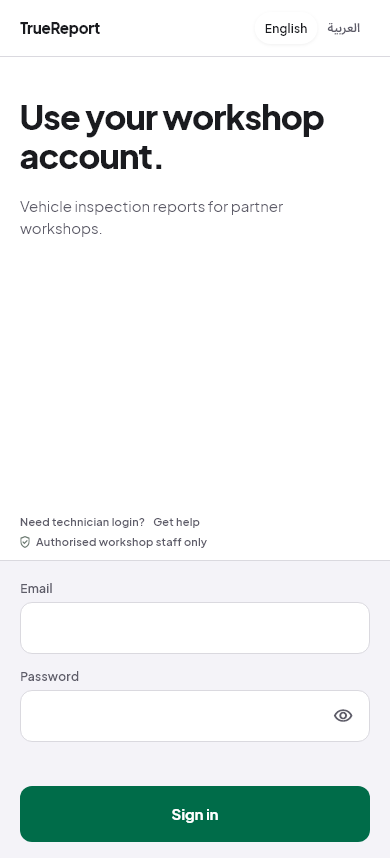 TrueReport
English
العربية
Use your workshop
account.
Vehicle inspection reports for partner
workshops.
Need technician login? Get help
Authorised workshop staff only
Email
Password
Sign in